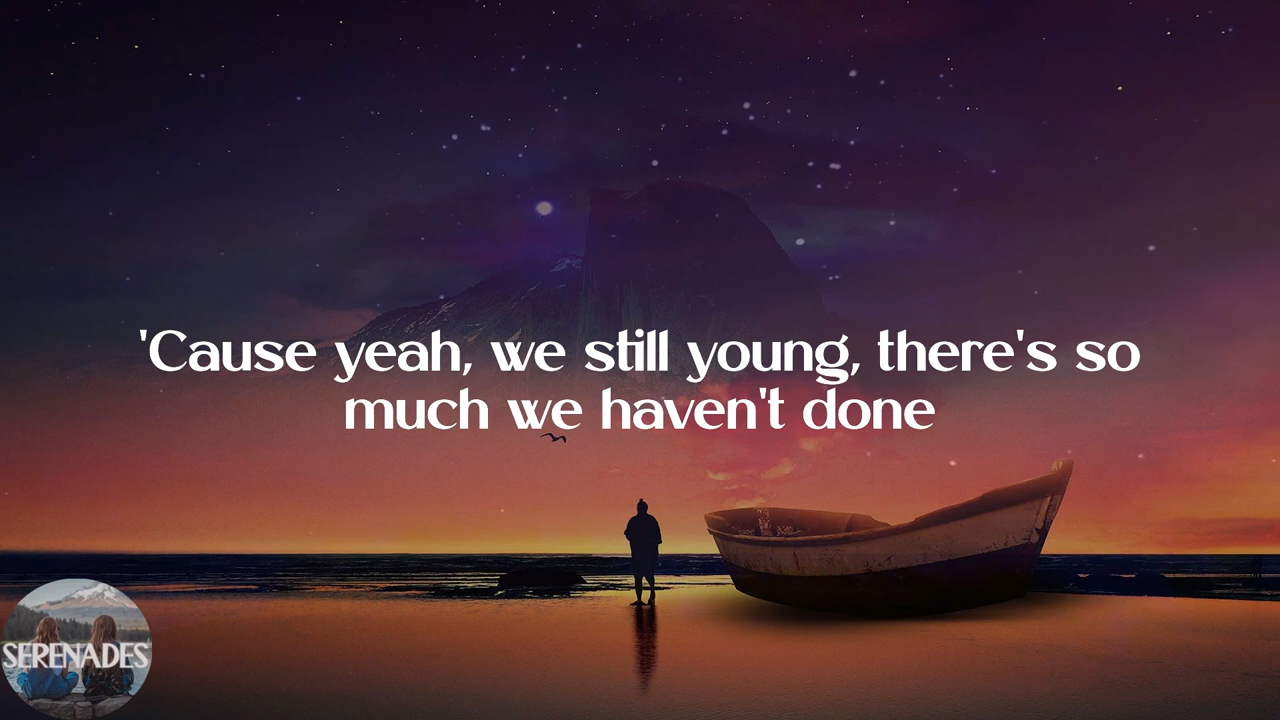 'Cause yeah, we still young, there's so
much we haven't done
SERENADES